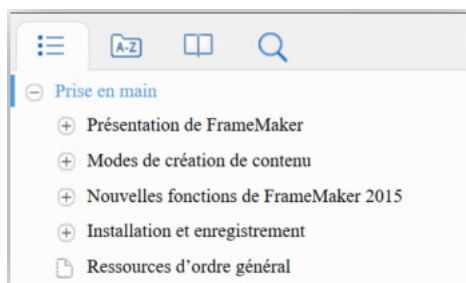 A-Z
Prise en main
Présentation de FrameMaker
Modes de création de contenu
Nouvelles fonctions de FrameMaker 2015
Installation et enregistrement
Ressources d’ordre général